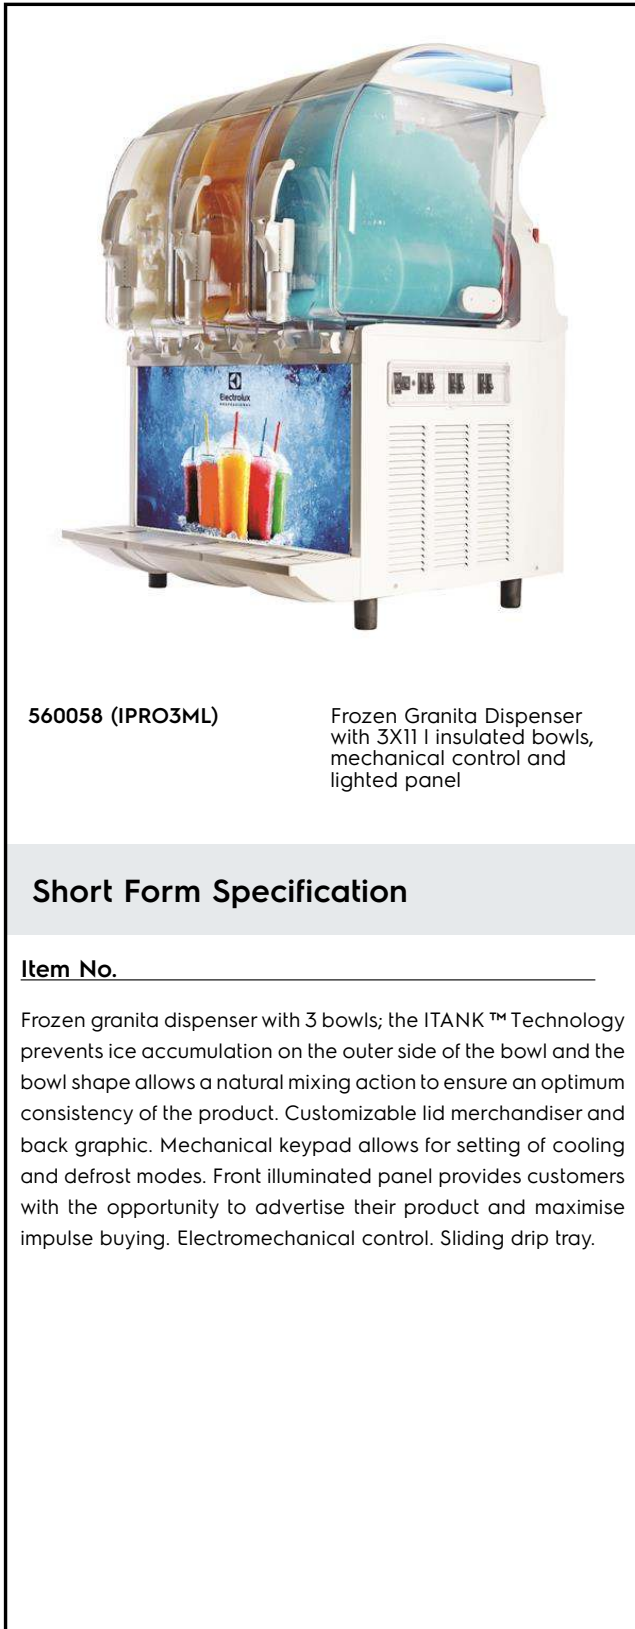 Electrolux
PROFESSIONAL
560058 (IPRO3ML)
Frozen Granita Dispenser
with 3X11 l insulated bowls,
mechanical control and
lighted panel
Short Form Specification
Item No.
Frozen granita dispenser with 3 bowls; the ITANK ™ Technology
prevents ice accumulation on the outer side of the bowl and the
bowl shape allows a natural mixing action to ensure an optimum
consistency of the product. Customizable lid merchandiser and
back graphic. Mechanical keypad allows for setting of cooling
and defrost modes. Front illuminated panel provides customers
with the opportunity to advertise their product and maximise
impulse buying. Electromechanical control. Sliding drip tray.